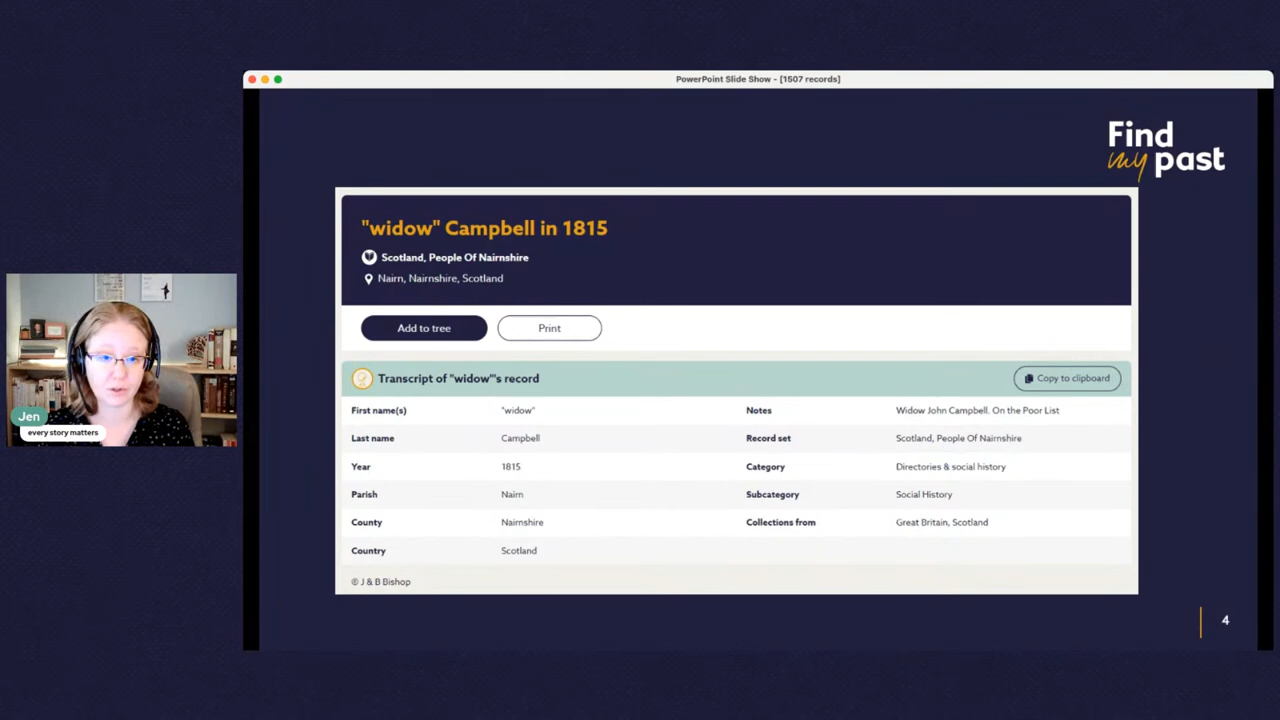 PowerPoint Slide Show - [1507 records]
Find
my past
"widow" Campbell in 1815
Scotland, People Of Nairnshire
Nairn, Nairnshire, Scotland
Add to tree
Print
Transcript of "widow"'s record
Copy to clipboard
First name(s) "widow" Notes Widow John Campbell. On the Poor List
Last name Campbell Record set Scotland, People Of Nairnshire
Year 1815 Category Directories & social history
Parish Nairn Subcategory Social History
County Nairnshire Collections from Great Britain, Scotland
Country Scotland
© J & B Bishop
4
Jen
every story matters